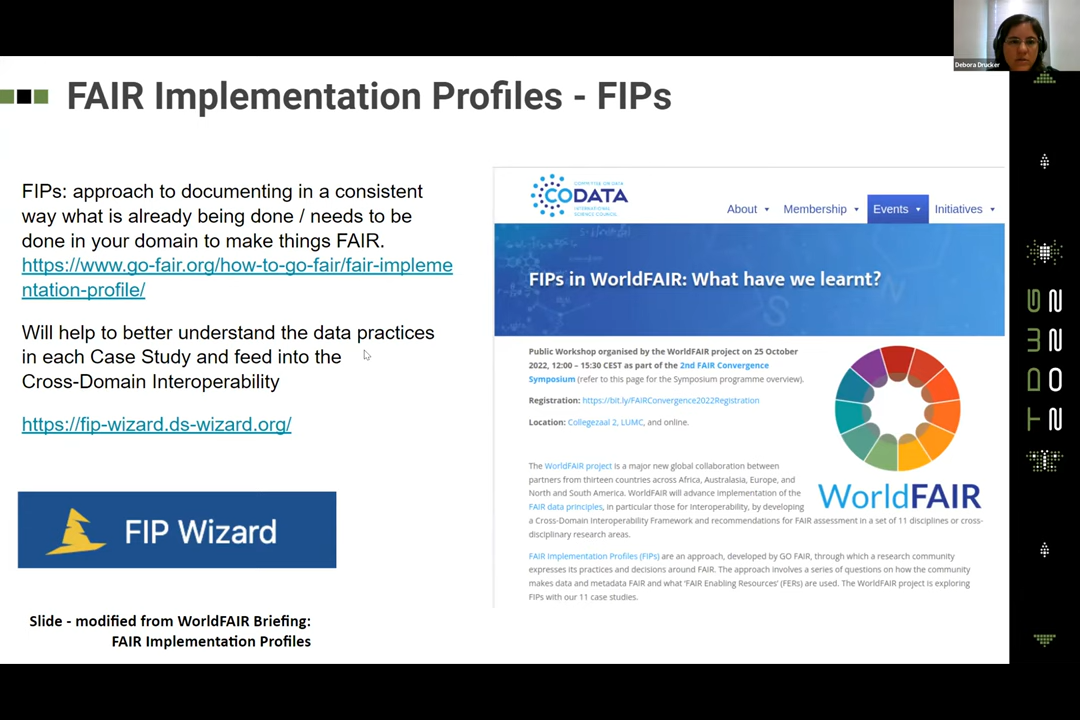 Debora Drucker
FAIR Implementation Profiles - FIPs
FIPs: approach to documenting in a consistent
way what is already being done / needs to be
done in your domain to make things FAIR.
https://www.go-fair.org/how-to-go-fair/fair-impleme
ntation-profile/
Will help to better understand the data practices
in each Case Study and feed into the
Cross-Domain Interoperability
https://fip-wizard.ds-wizard.org/
FIP Wizard
Slide - modified from WorldFAIR Briefing:
FAIR Implementation Profiles
CODATA
COMMITTEE ON DATA
INTERNATIONAL
SCIENCE COUNCIL
About Membership Events Initiatives
FIPs in WorldFAIR: What have we learnt?
Public Workshop organised by the WorldFAIR project on 25 October
2022, 12:00 – 15:30 CEST as part of the 2nd FAIR Convergence
Symposium (refer to this page for the Symposium programme overview).
Registration: https://bit.ly/FAIRConvergence2022Registration
Location: Collegezaal 2, LUMC, and online.
The WorldFAIR project is a major new global collaboration between
partners from thirteen countries across Africa, Australasia, Europe, and
North and South America. WorldFAIR will advance implementation of the
FAIR data principles, in particular those for Interoperability, by developing
a Cross-Domain Interoperability Framework and recommendations for FAIR assessment in a set of 11 disciplines or cross-
disciplinary research areas.
WorldFAIR
FAIR Implementation Profiles (FIPs) are an approach, developed by GO FAIR, through which a research community
expresses its practices and decisions around FAIR. The approach involves a series of questions on how the community
makes data and metadata FAIR and what 'FAIR Enabling Resources' (FERs) are used. The WorldFAIR project is exploring
FIPs with our 11 case studies.
TDWG
2022